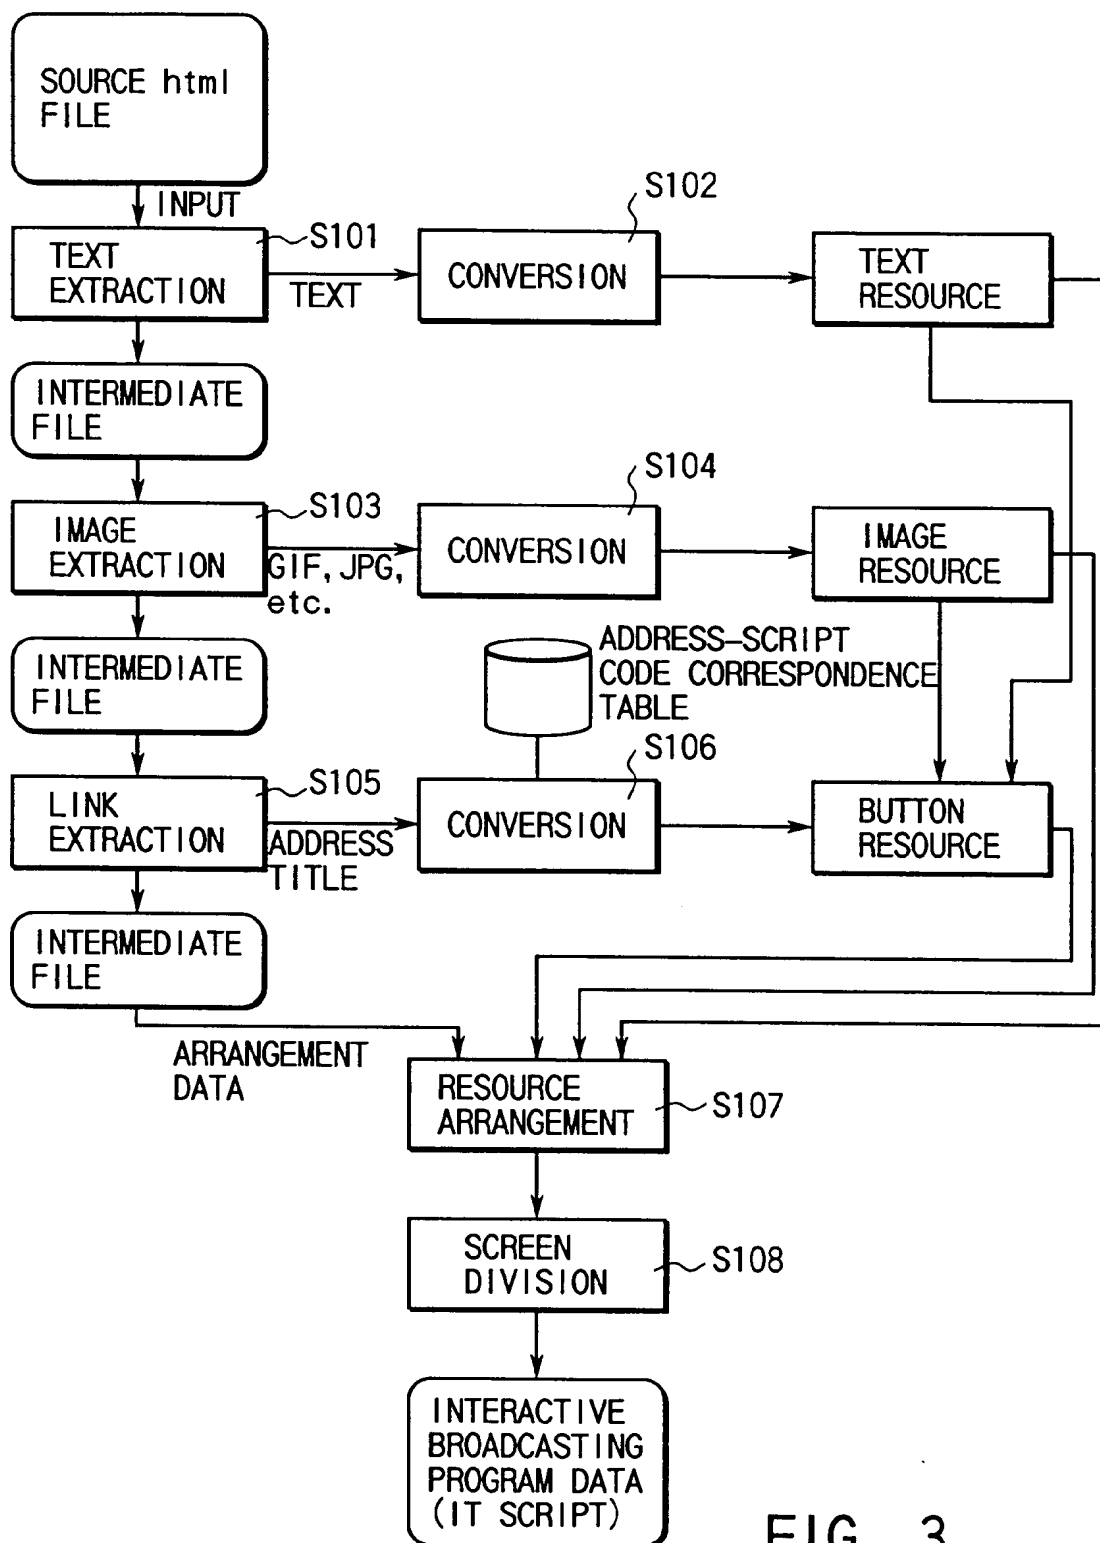 SOURCE html
FILE
INPUT
S101
S102
TEXT
EXTRACTION
TEXT
CONVERSION
TEXT
RESOURCE
INTERMEDIATE
FILE
S103
S104
IMAGE
EXTRACTION
GIF, JPG,
etc.
CONVERSION
IMAGE
RESOURCE
INTERMEDIATE
FILE
ADDRESS-SCRIPT
CODE CORRESPONDENCE
TABLE
S105
S106
LINK
EXTRACTION
ADDRESS
TITLE
CONVERSION
BUTTON
RESOURCE
INTERMEDIATE
FILE
ARRANGEMENT
DATA
RESOURCE
ARRANGEMENT
S107
SCREEN
DIVISION
S108
INTERACTIVE
BROADCASTING
PROGRAM DATA
(IT SCRIPT)
FIG. 3